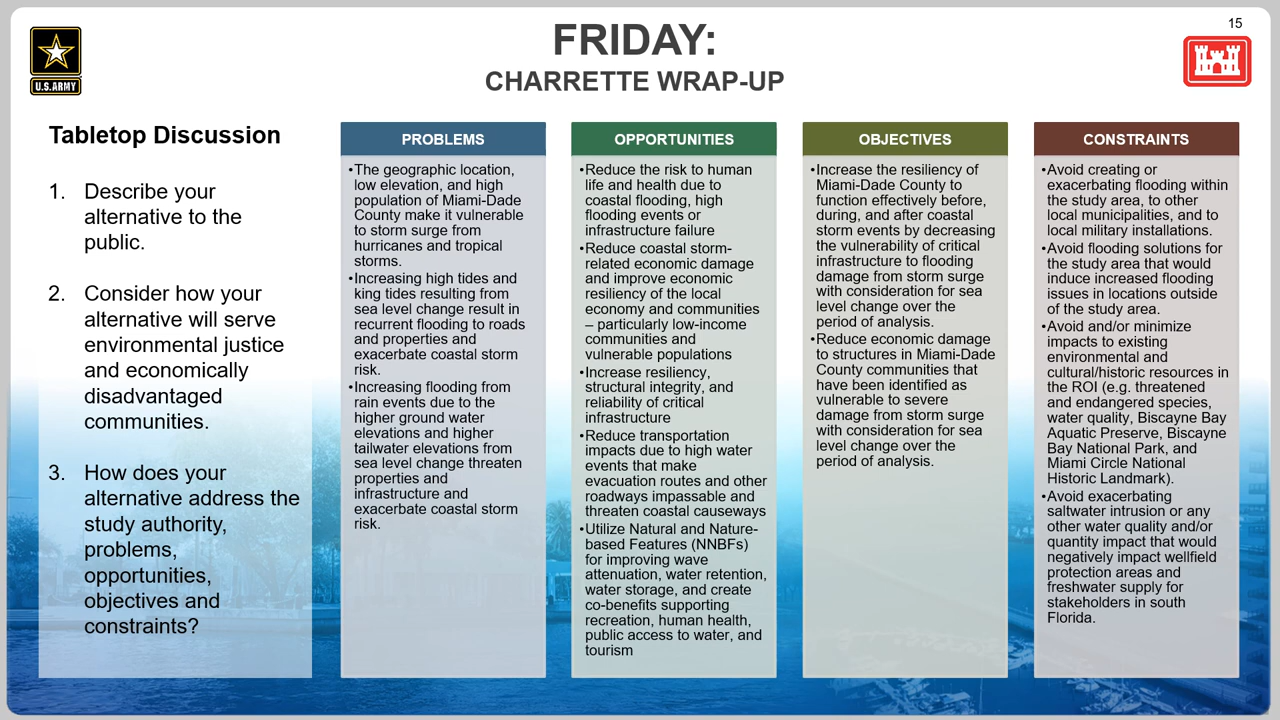 15
U.S.ARMY
FRIDAY:
CHARRETTE WRAP-UP
Tabletop Discussion
1. Describe your
alternative to the
public.
2. Consider how your
alternative will serve
environmental justice
and economically
disadvantaged
communities.
3. How does your
alternative address the
study authority,
problems,
opportunities,
objectives and
constraints?
PROBLEMS
•The geographic location,
low elevation, and high
population of Miami-Dade
County make it vulnerable
to storm surge from
hurricanes and tropical
storms.
•Increasing high tides and
king tides resulting from
sea level change result in
recurrent flooding to roads
and properties and
exacerbate coastal storm
risk.
•Increasing flooding from
rain events due to the
higher ground water
elevations and higher
tailwater elevations from
sea level change threaten
properties and
infrastructure and
exacerbate coastal storm
risk.
OPPORTUNITIES
•Reduce the risk to human
life and health due to
coastal flooding, high
flooding events or
infrastructure failure
•Reduce coastal storm-
related economic damage
and improve economic
resiliency of the local
economy and communities
– particularly low-income
communities and
vulnerable populations
•Increase resiliency,
structural integrity, and
reliability of critical
infrastructure
•Reduce transportation
impacts due to high water
events that make
evacuation routes and other
roadways impassable and
threaten coastal causeways
•Utilize Natural and Nature-
based Features (NNBFs)
for improving wave
attenuation, water retention,
water storage, and create
co-benefits supporting
recreation, human health,
public access to water, and
tourism
OBJECTIVES
•Increase the resiliency of
Miami-Dade County to
function effectively before,
during, and after coastal
storm events by decreasing
the vulnerability of critical
infrastructure to flooding
damage from storm surge
with consideration for sea
level change over the
period of analysis.
•Reduce economic damage
to structures in Miami-Dade
County communities that
have been identified as
vulnerable to severe
damage from storm surge
with consideration for sea
level change over the
period of analysis.
CONSTRAINTS
•Avoid creating or
exacerbating flooding within
the study area, to other
local municipalities, and to
local military installations.
•Avoid flooding solutions for
the study area that would
induce increased flooding
issues in locations outside
of the study area.
•Avoid and/or minimize
impacts to existing
environmental and
cultural/historic resources in
the ROI (e.g. threatened
and endangered species,
water quality, Biscayne Bay
Aquatic Preserve, Biscayne
Bay National Park, and
Miami Circle National
Historic Landmark).
•Avoid exacerbating
saltwater intrusion or any
other water quality and/or
quantity impact that would
negatively impact wellfield
protection areas and
freshwater supply for
stakeholders in south
Florida.